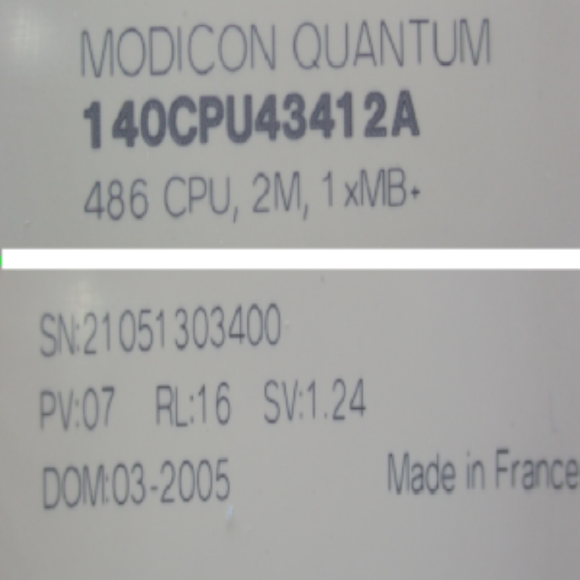 MODICON QUANTUM
140CPU43412A
486 CPU, 2M, 1xMB+
SN:21051303400
PV:07 RL:16 SV:1.24
DOM:03-2005 Made in France